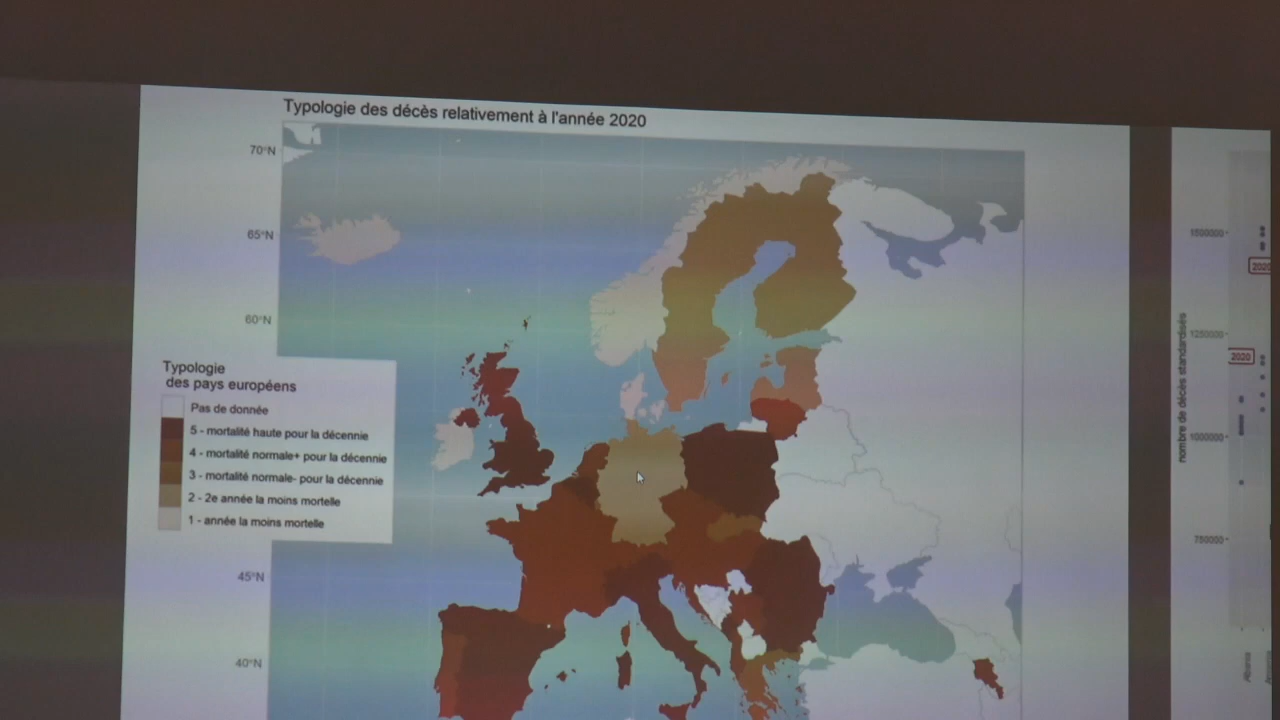 Typologie des décès relativement à l'année 2020
70°N
65°N
60°N
Typologie
des pays européens
Pas de donnée
5 - mortalité haute pour la décennie
4 - mortalité normale+ pour la décennie
3 - mortalité normale- pour la décennie
2 - 2e année la moins mortelle
1 - année la moins mortelle
45°N
40°N
nombre de décès standardisés
1500000
2020
1250000
2020
1000000
750000
Albania